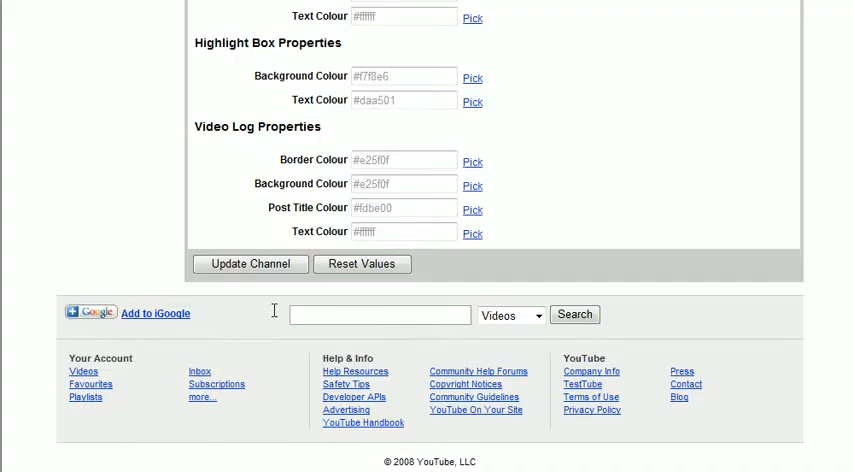 Text Colour #ffffff Pick
Highlight Box Properties
Background Colour #f7f8e6 Pick
Text Colour #daa501 Pick
Video Log Properties
Border Colour #e25f0f Pick
Background Colour #e25f0f Pick
Post Title Colour #fdbe00 Pick
Text Colour #ffffff Pick
Update Channel Reset Values
Google Add to iGoogle Videos Search
Your Account Help & Info YouTube
Videos Inbox Help Resources Community Help Forums Company Info Press
Favourites Subscriptions Safety Tips Copyright Notices TestTube Contact
Playlists more... Developer APIs Community Guidelines Terms of Use Blog
Advertising YouTube On Your Site Privacy Policy
YouTube Handbook
© 2008 YouTube, LLC